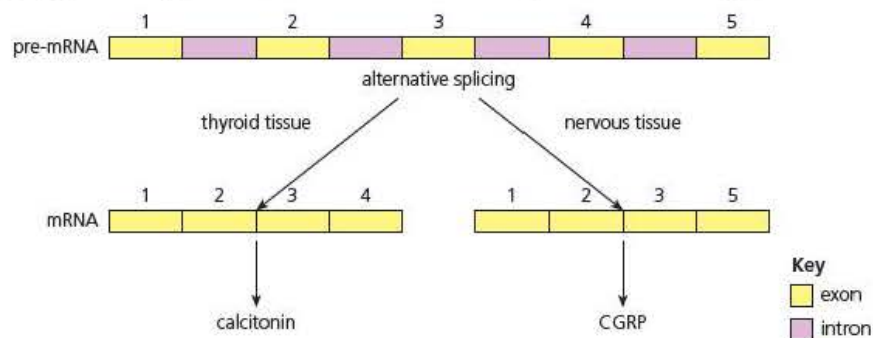 1 2 3 4 5
pre-mRNA
alternative splicing
thyroid tissue nervous tissue
1 2 3 4 1 2 3 5
mRNA
Key
exon
calcitonin CGRP
intron